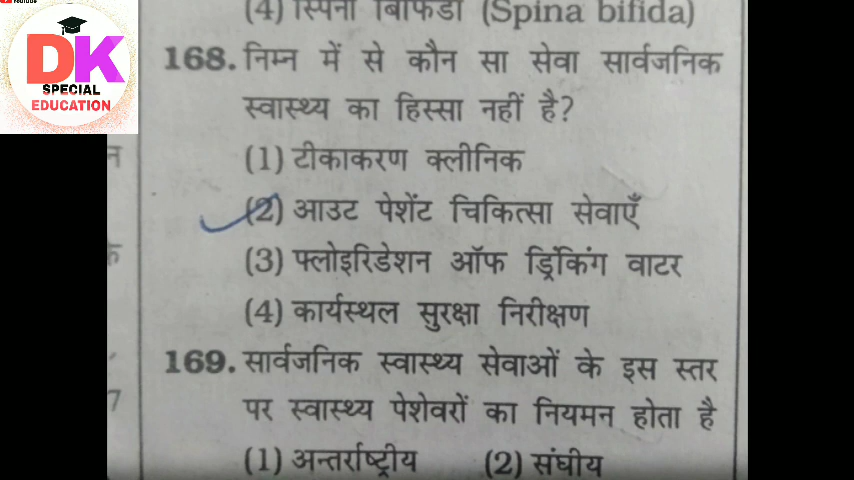 YouTube
DK
SPECIAL
EDUCATION
(4) स्पिना बिफिडा (Spina bifida)
168. निम्न में से कौन सा सेवा सार्वजनिक
स्वास्थ्य का हिस्सा नहीं है?
(1) टीकाकरण क्लीनिक
(2) आउट पेशेंट चिकित्सा सेवाएँ
(3) फ्लोइरिडेशन ऑफ ड्रिंकिंग वाटर
(4) कार्यस्थल सुरक्षा निरीक्षण
169. सार्वजनिक स्वास्थ्य सेवाओं के इस स्तर
पर स्वास्थ्य पेशेवरों का नियमन होता है
(1) अन्तर्राष्ट्रीय (2) संघीय